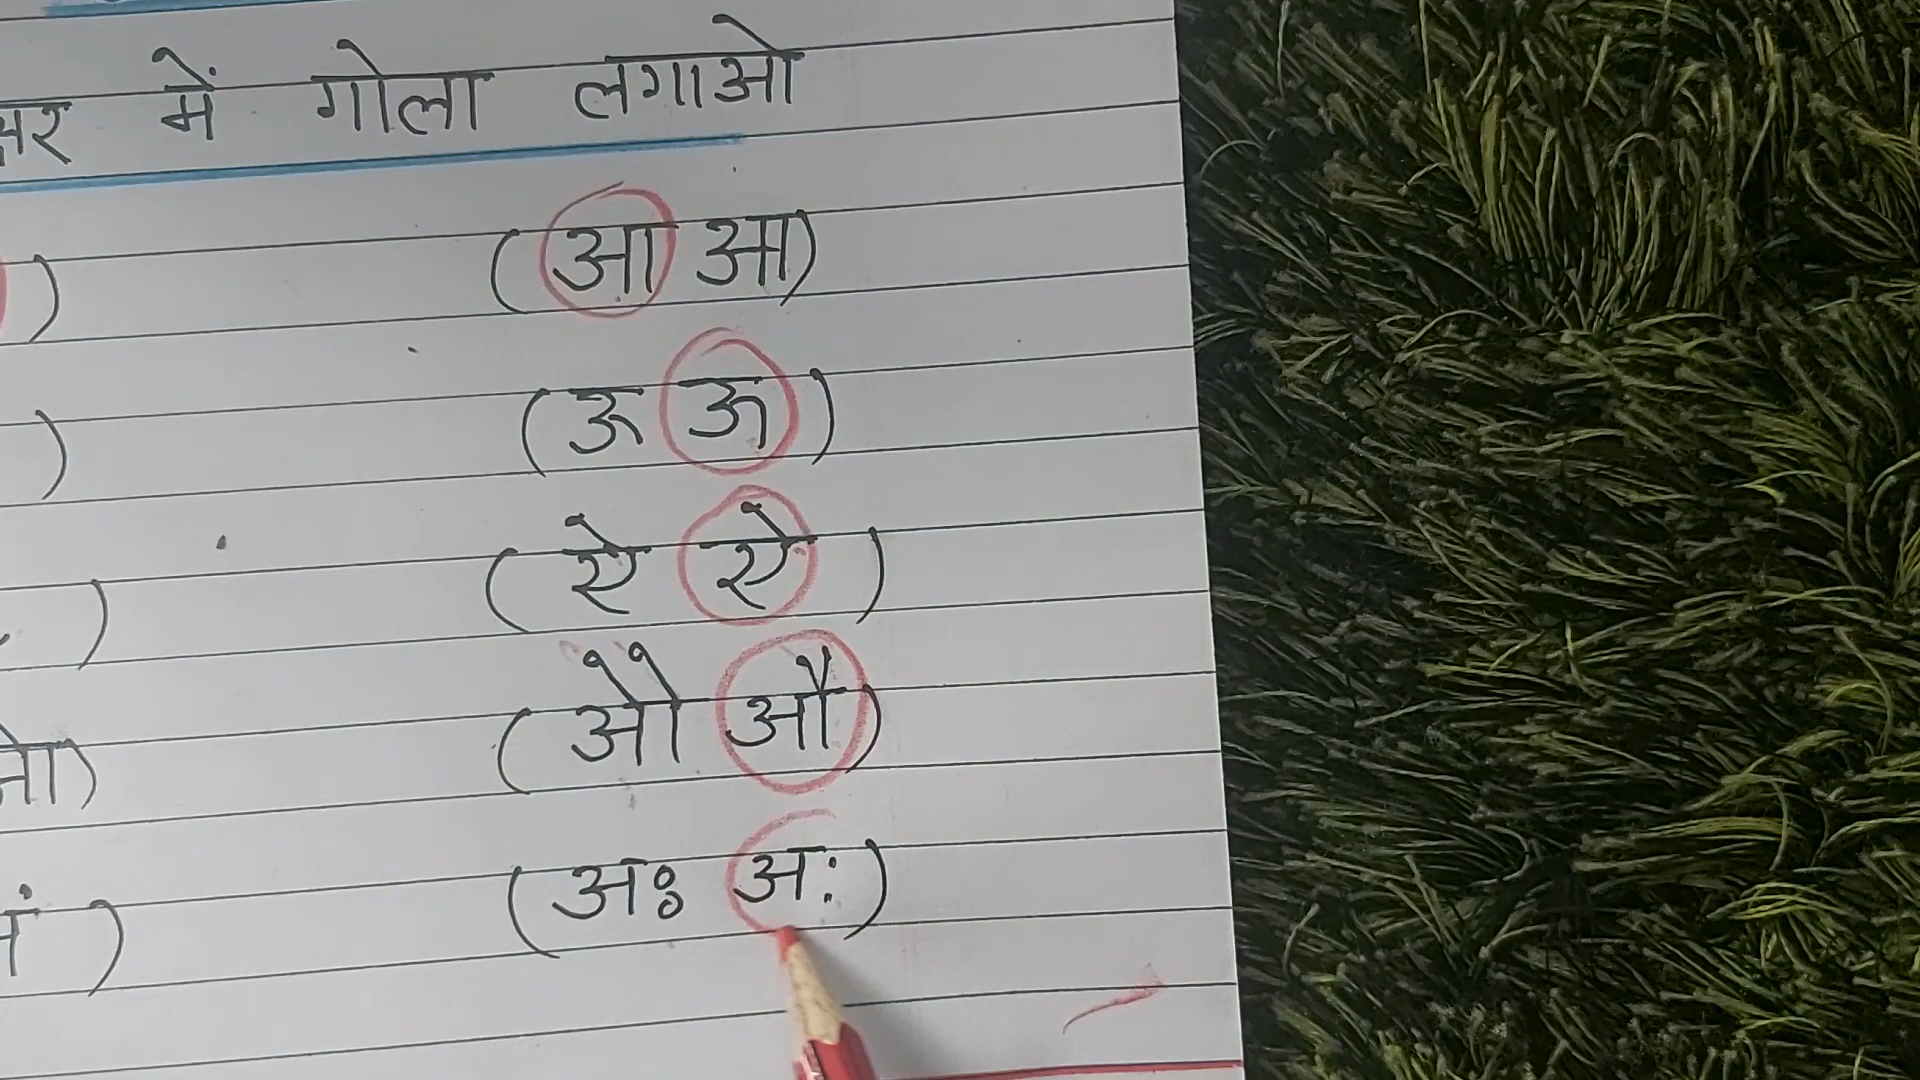 में गोला लगाओ
) (आ आ)
) (ऊ ऊ)
) (ऐ ऐ)
) (ओे औ)
) (अः अः)